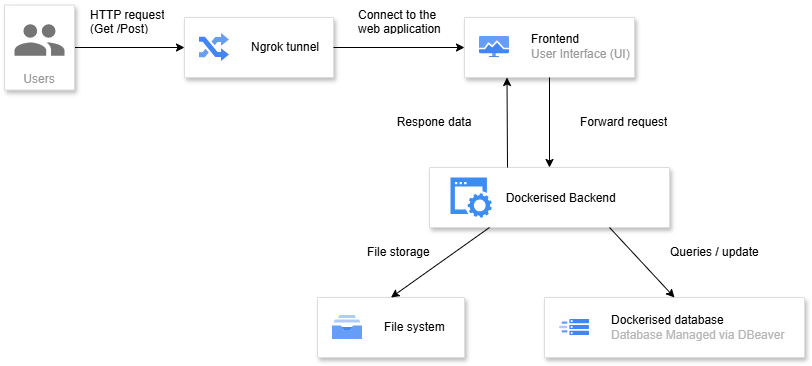 HTTP request
(Get /Post)
Connect to the
web application
Users
Ngrok tunnel
Frontend
User Interface (UI)
Respone data
Forward request
Dockerised Backend
File storage
Queries / update
File system
Dockerised database
Database Managed via DBeaver